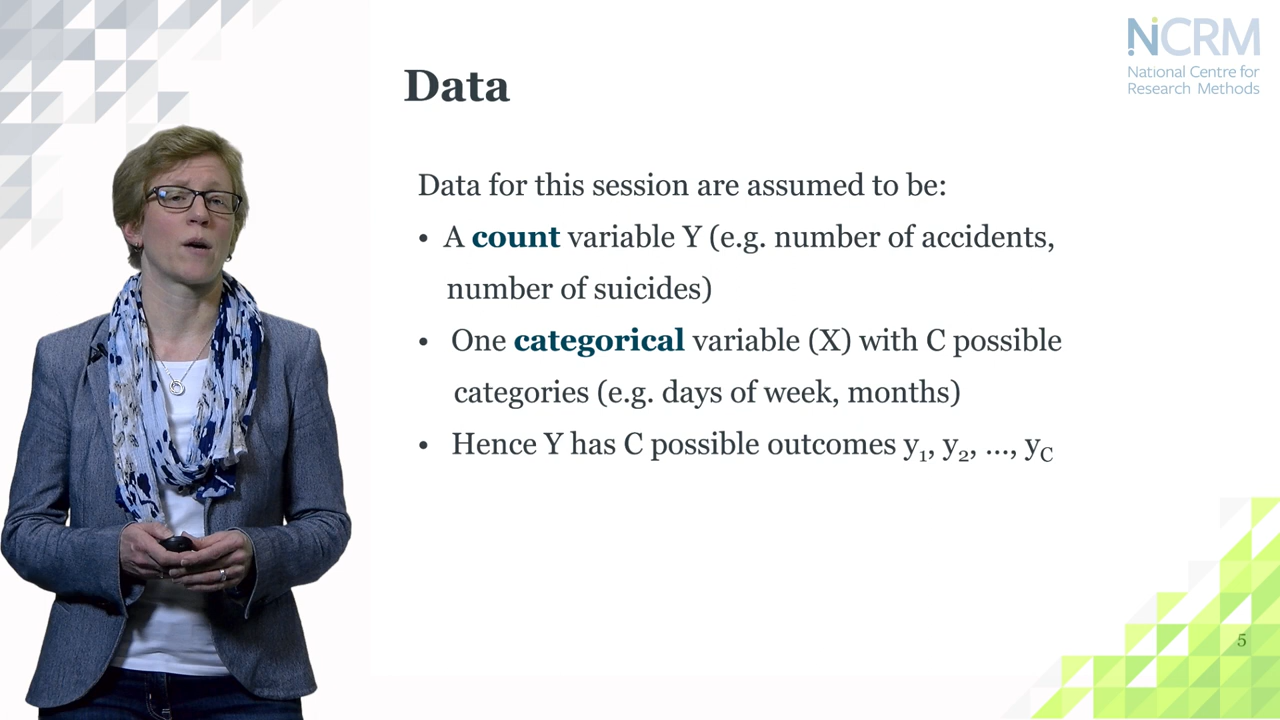 NCRM
National Centre for
Research Methods
Data
Data for this session are assumed to be:
• A count variable Y (e.g. number of accidents,
number of suicides)
• One categorical variable (X) with C possible
categories (e.g. days of week, months)
• Hence Y has C possible outcomes y₁, y₂, ..., y_C
5